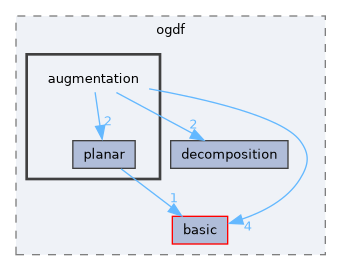 ogdf
augmentation
2
2
planar
decomposition
1
basic
4